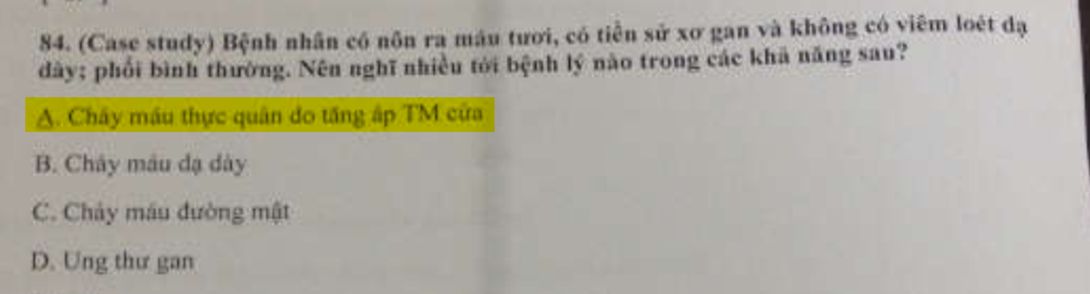 84. (Case study) Bệnh nhân có nôn ra máu tươi, có tiền sử xơ gan và không có viêm loét dạ
dày; phổi bình thường. Nên nghĩ nhiều tới bệnh lý nào trong các khả năng sau?
A. Chảy máu thực quản do tăng áp TM cửa
B. Chảy máu dạ dày
C. Chảy máu đường mật
D. Ung thư gan